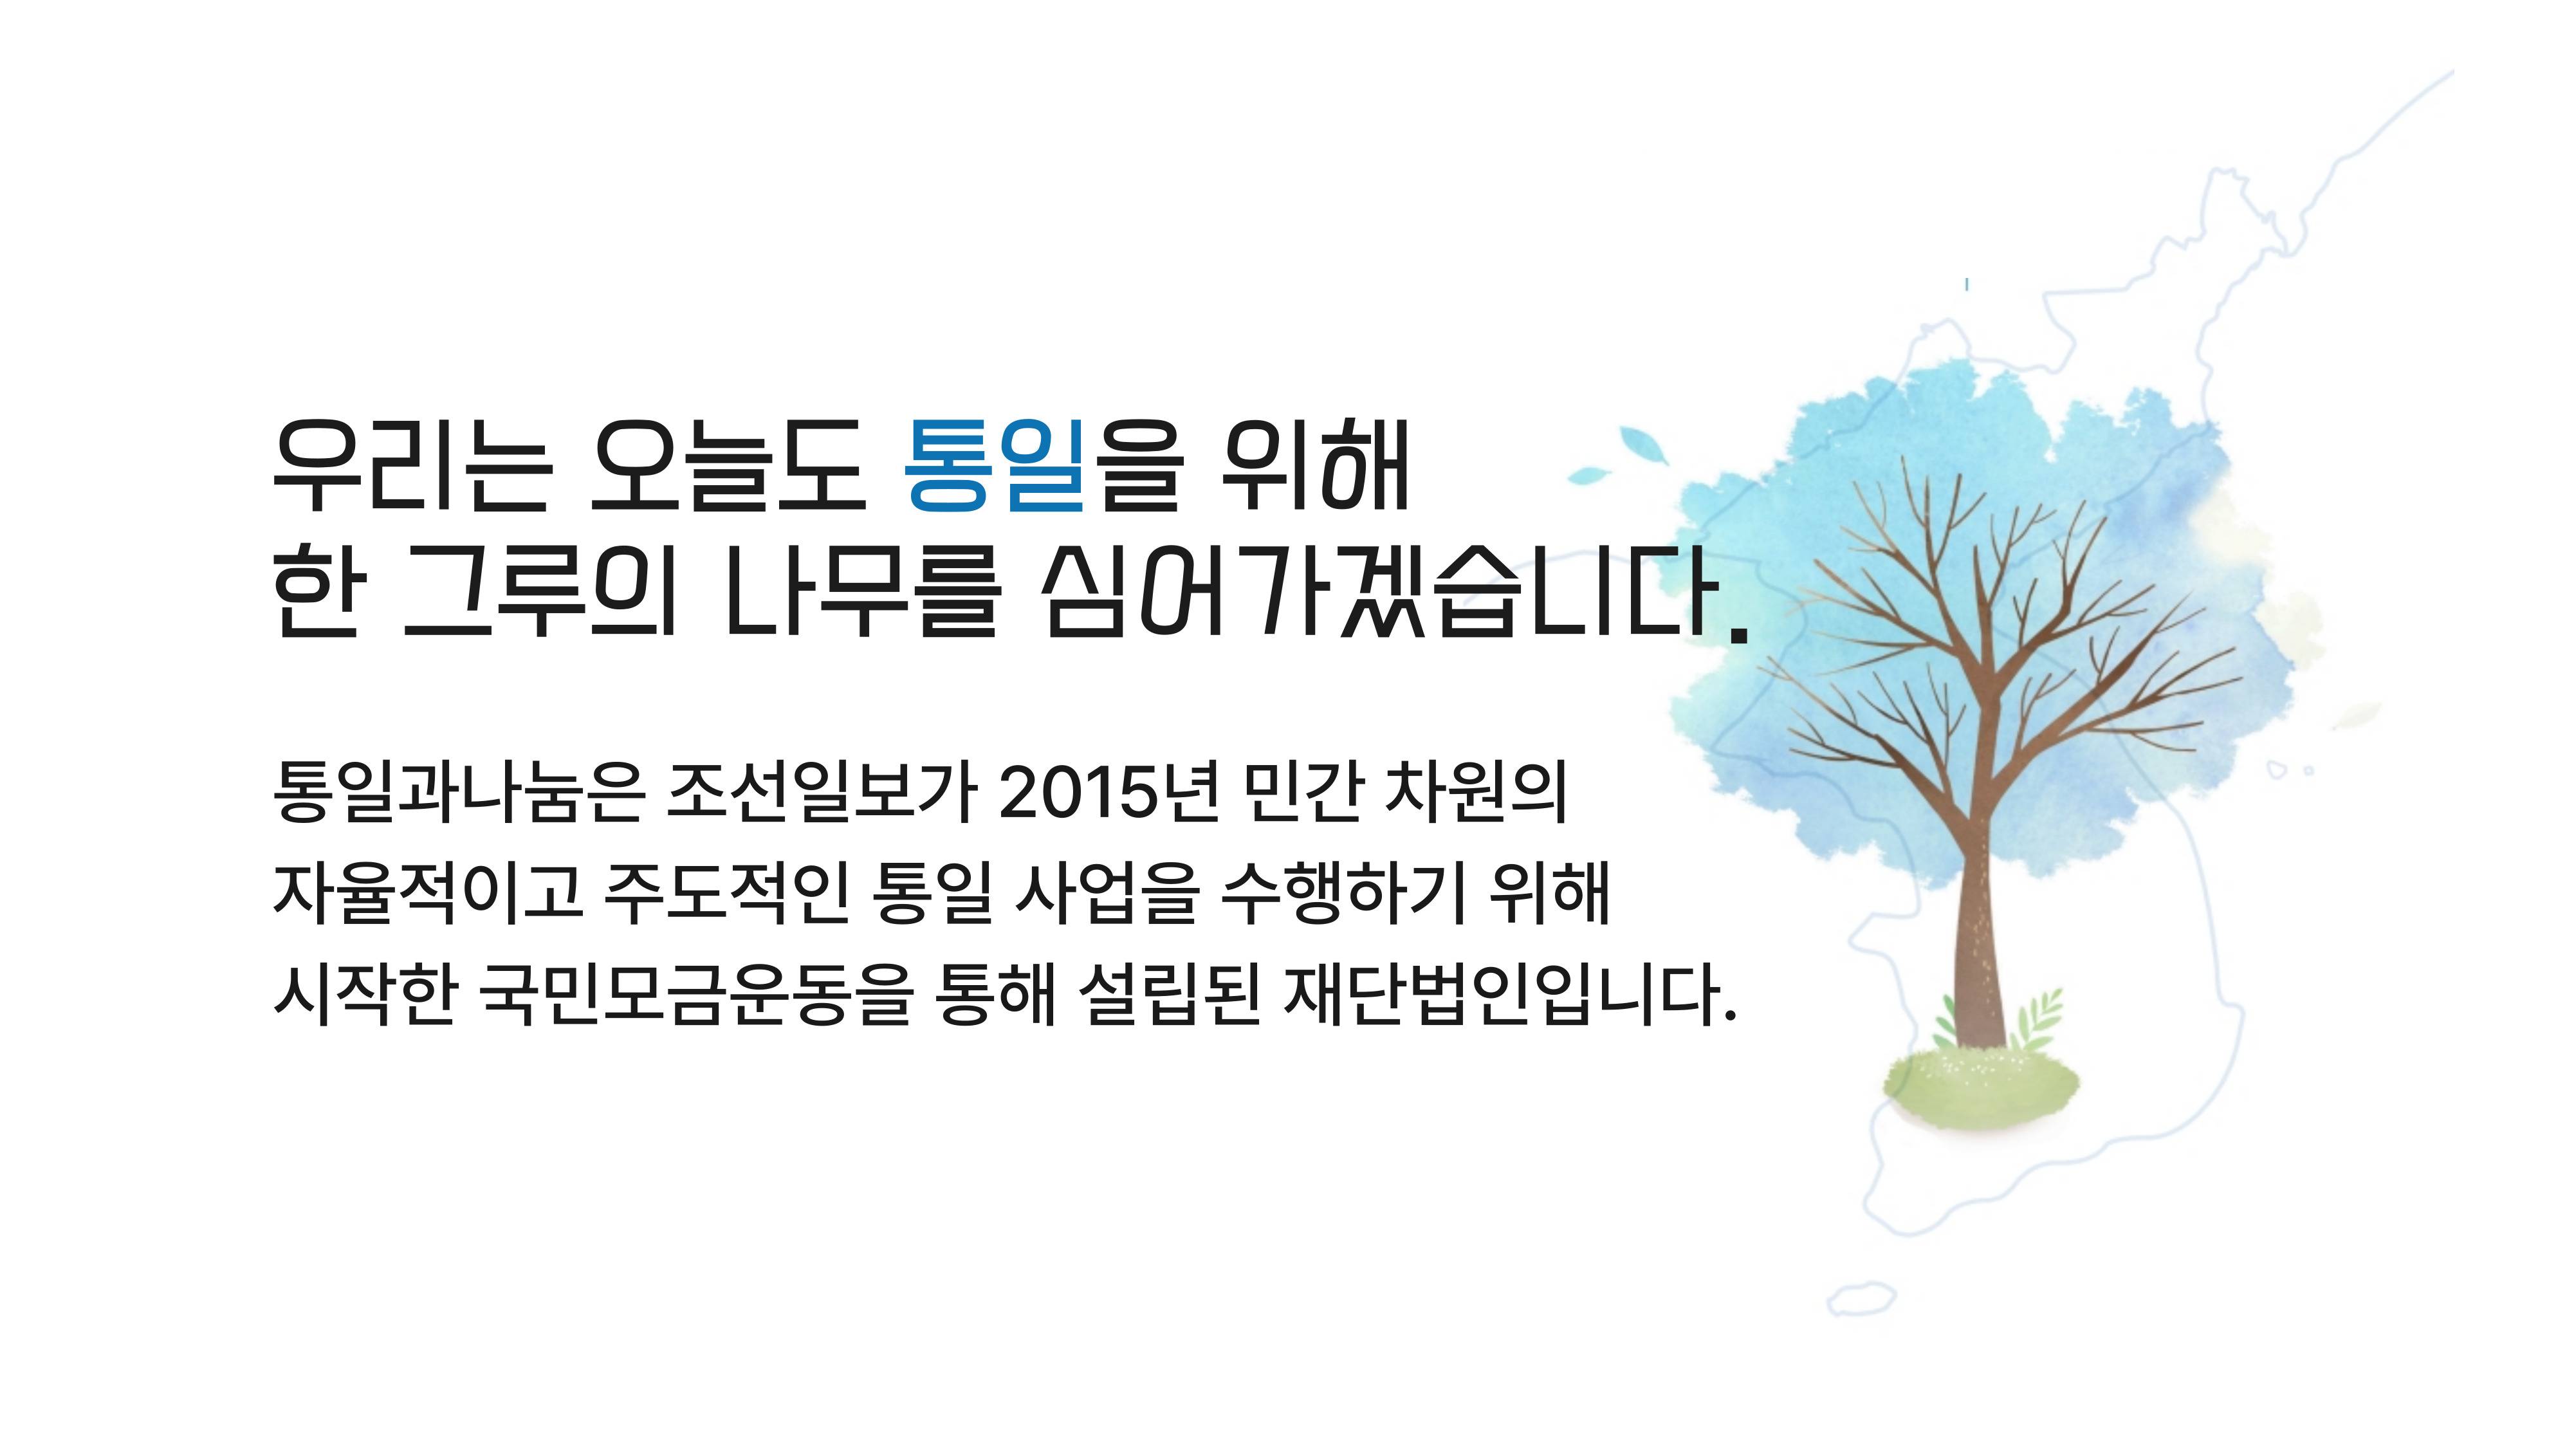 우리는 오늘도 통일을 위해
한 그루의 나무를 심어가겠습니다.
통일과나눔은 조선일보가 2015년 민간 차원의
자율적이고 주도적인 통일 사업을 수행하기 위해
시작한 국민모금운동을 통해 설립된 재단법인입니다.